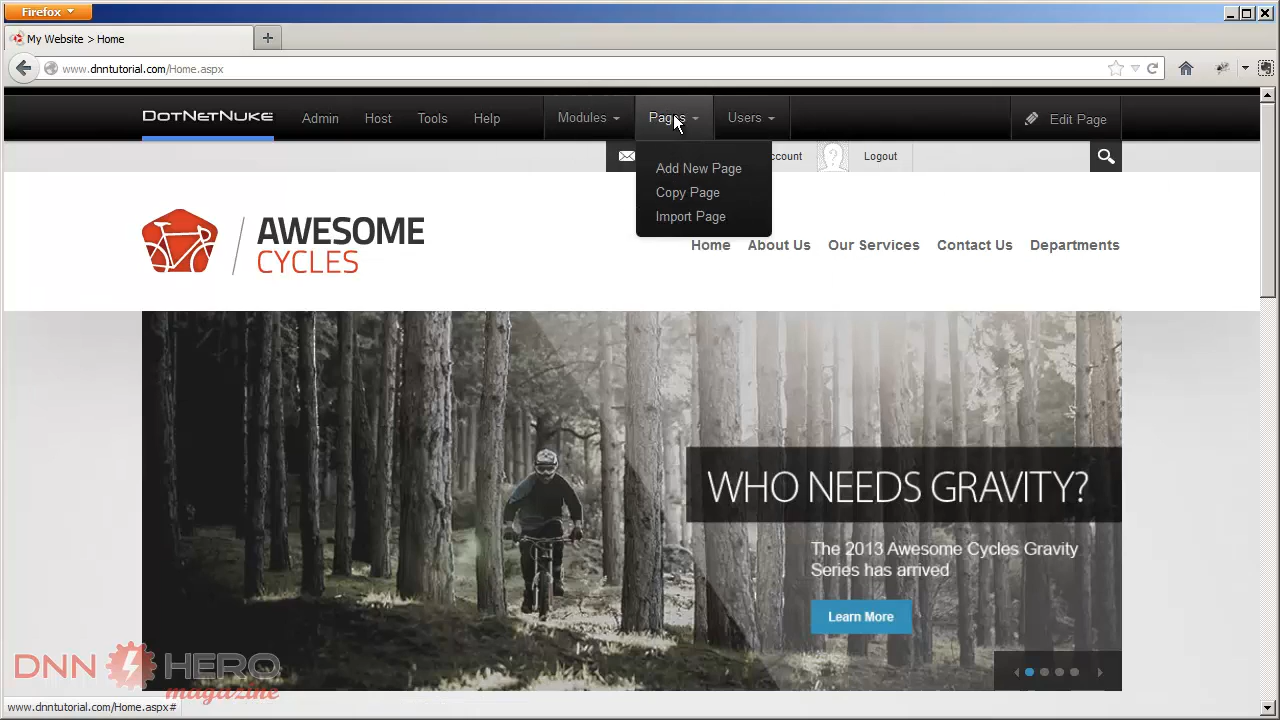 Firefox
My Website > Home
www.dnntutorial.com/Home.aspx
DOTNETNUKE
Admin
Host
Tools
Help
Modules
Pages
Users
Edit Page
Add New Page
Copy Page
Import Page
ccount
Logout
AWESOME
CYCLES
Home
About Us
Our Services
Contact Us
Departments
WHO NEEDS GRAVITY?
The 2013 Awesome Cycles Gravity
Series has arrived
Learn More
DNN HERO
magazine
www.dnntutorial.com/Home.aspx#